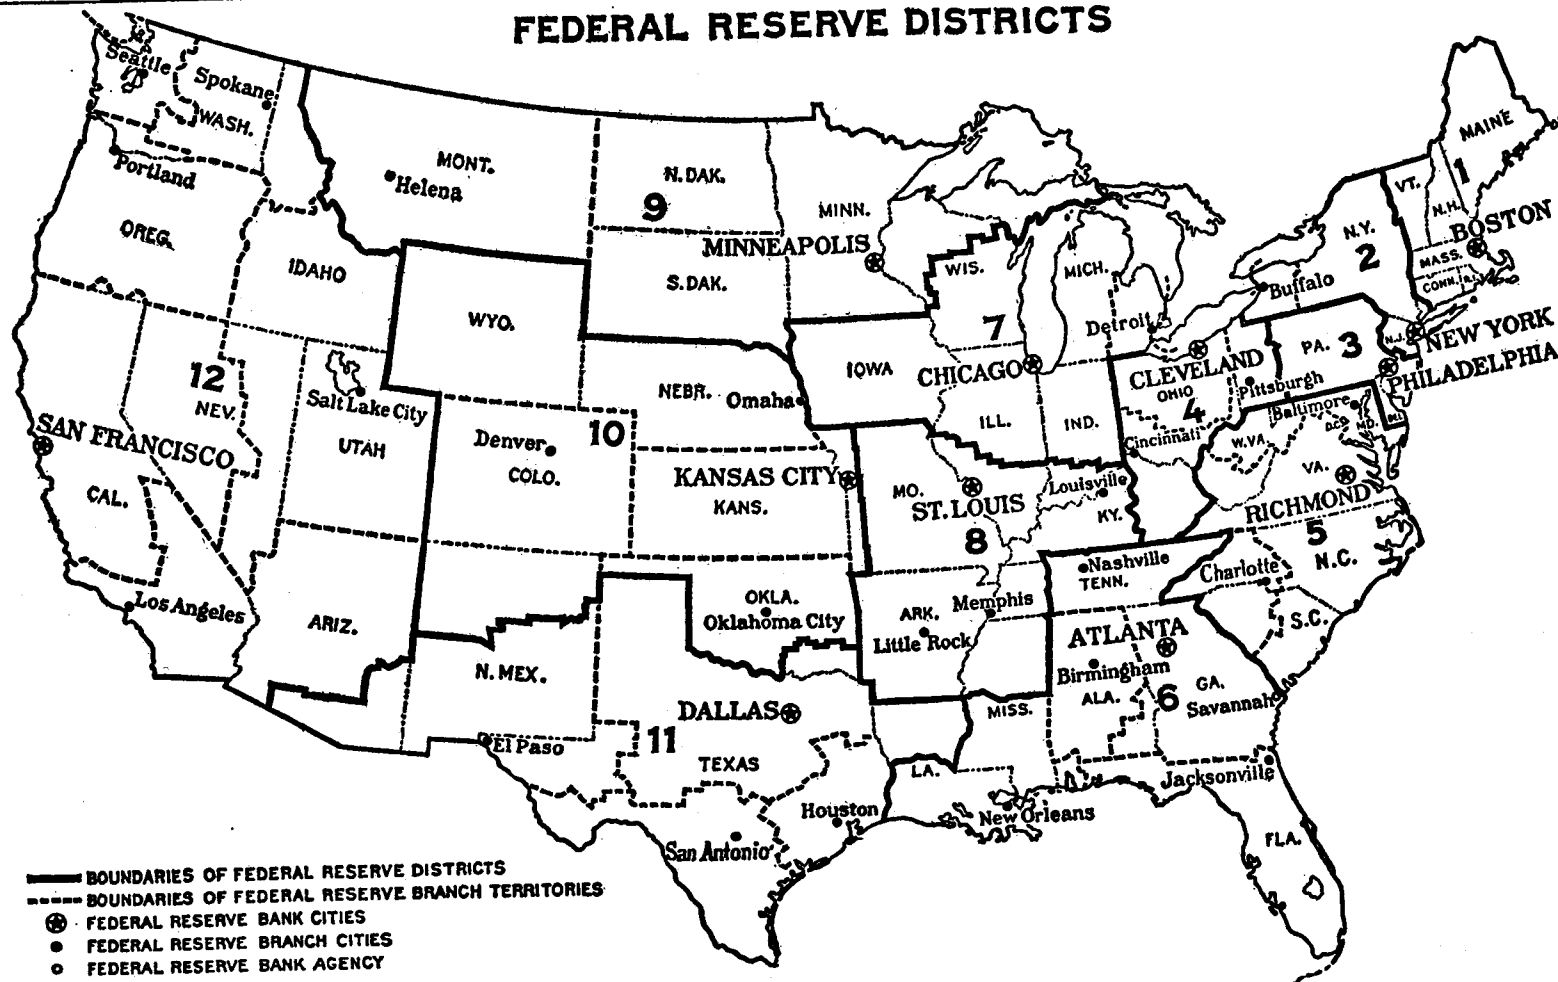 FEDERAL RESERVE DISTRICTS
Seattle
Spokane
WASH.
Portland
OREG.
IDAHO
MONT.
Helena
N.DAK.
9
MINN.
MINNEAPOLIS
S.DAK.
WYO.
WIS.
MICH.
7
Detroit
MAINE
1
VT.
N.H.
BOSTON
N.Y.
2
MASS.
CONN.
R.I.
Buffalo
12
NEV.
Salt Lake City
UTAH
SAN FRANCISCO
CAL.
Los Angeles
ARIZ.
NEBR.
Omaha
IOWA
CHICAGO
ILL.
IND.
CLEVELAND
OHIO
4
Cincinnati
PA.
3
Pittsburgh
N.J.
NEW YORK
PHILADELPHIA
Baltimore
D.C.
MD.
DEL.
W.VA.
VA.
RICHMOND
5
N.C.
Denver
COLO.
10
KANSAS CITY
KANS.
MO.
ST. LOUIS
8
Louisville
KY.
Nashville
TENN.
Charlotte
S.C.
OKLA.
Oklahoma City
ARK.
Little Rock
Memphis
ATLANTA
Birmingham
ALA.
6
GA.
Savannah
N. MEX.
DALLAS
11
El Paso
TEXAS
MISS.
LA.
Jacksonville
Houston
New Orleans
San Antonio
FLA.
BOUNDARIES OF FEDERAL RESERVE DISTRICTS
BOUNDARIES OF FEDERAL RESERVE BRANCH TERRITORIES
FEDERAL RESERVE BANK CITIES
FEDERAL RESERVE BRANCH CITIES
FEDERAL RESERVE BANK AGENCY